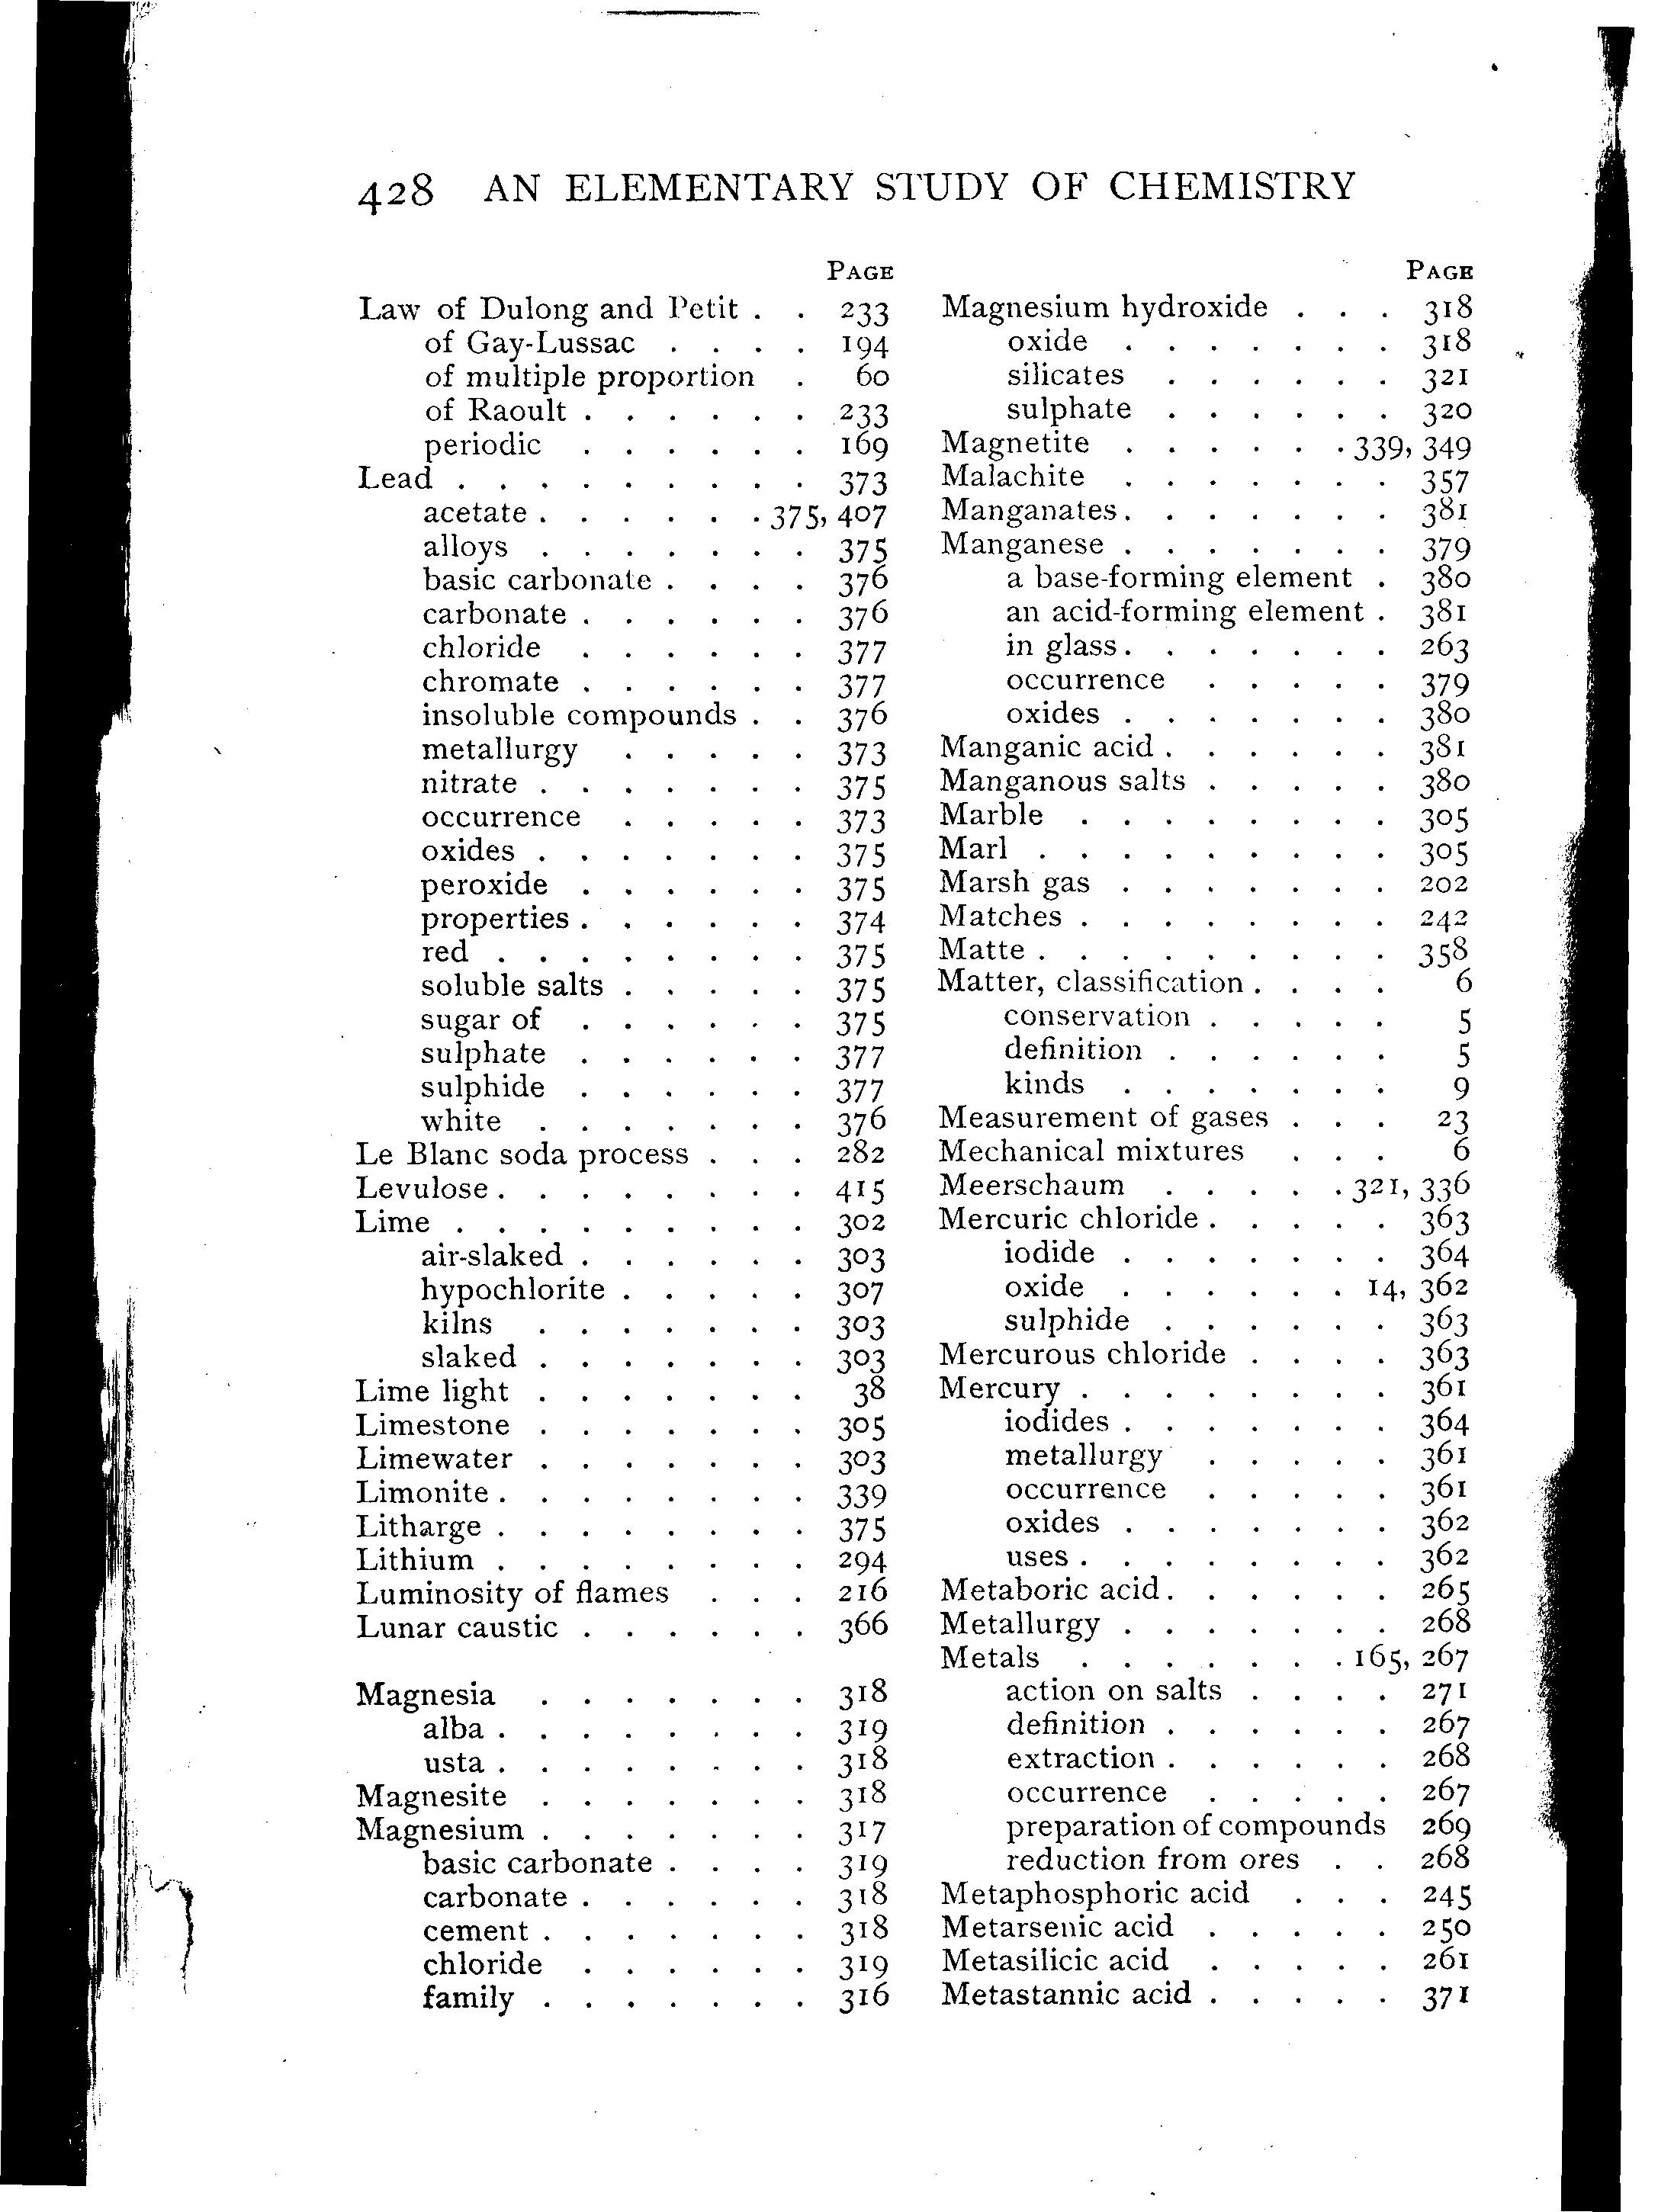 428 AN ELEMENTARY STUDY OF CHEMISTRY
PAGE
Law of Dulong and Petit . . 233
of Gay-Lussac . . . . 194
of multiple proportion . 60
of Raoult . . . . . . 233
periodic . . . . . . 169
Lead . . . . . . . . . 373
acetate . . . . . . . 375, 407
alloys . . . . . . . 375
basic carbonate . . . . 376
carbonate . . . . . . 376
chloride . . . . . . 377
chromate . . . . . . 377
insoluble compounds . . 376
metallurgy . . . . . 373
nitrate . . . . . . . 375
occurrence . . . . . 373
oxides . . . . . . . 375
peroxide . . . . . . 375
properties . . . . . . 374
red . . . . . . . . 375
soluble salts . . . . . 375
sugar of . . . . . . 375
sulphate . . . . . . 377
sulphide . . . . . . 377
white . . . . . . . 376
Le Blanc soda process . . . 282
Levulose . . . . . . . . 415
Lime . . . . . . . . . 302
air-slaked . . . . . . 303
hypochlorite . . . . . 307
kilns . . . . . . . 303
slaked . . . . . . . 303
Lime light . . . . . . . 38
Limestone . . . . . . . 305
Limewater . . . . . . . 303
Limonite . . . . . . . . 339
Litharge . . . . . . . . 375
Lithium . . . . . . . . 294
Luminosity of flames . . . 216
Lunar caustic . . . . . . 366
Magnesia . . . . . . . 318
alba . . . . . . . . 319
usta . . . . . . . . 318
Magnesite . . . . . . . 318
Magnesium . . . . . . . 317
basic carbonate . . . . 319
carbonate . . . . . . 318
cement . . . . . . . 318
chloride . . . . . . 319
family . . . . . . . 316
PAGE
Magnesium hydroxide . . . 318
oxide . . . . . . . 318
silicates . . . . . . 321
sulphate . . . . . . 320
Magnetite . . . . . . 339, 349
Malachite . . . . . . . 357
Manganates . . . . . . . 381
Manganese . . . . . . . 379
a base-forming element . 380
an acid-forming element . 381
in glass . . . . . . . 263
occurrence . . . . . 379
oxides . . . . . . . 380
Manganic acid . . . . . . 381
Manganous salts . . . . . 380
Marble . . . . . . . . 305
Marl . . . . . . . . . 305
Marsh gas . . . . . . . 202
Matches . . . . . . . . 242
Matte . . . . . . . . . 358
Matter, classification . . . . 6
conservation . . . . . 5
definition . . . . . . 5
kinds . . . . . . . 9
Measurement of gases . . . 23
Mechanical mixtures . . . 6
Meerschaum . . . . . 321, 336
Mercuric chloride . . . . . 363
iodide . . . . . . . 364
oxide . . . . . . 14, 362
sulphide . . . . . . 363
Mercurous chloride . . . . 363
Mercury . . . . . . . . 361
iodides . . . . . . . 364
metallurgy . . . . . 361
occurrence . . . . . 361
oxides . . . . . . . 362
uses . . . . . . . . 362
Metaboric acid . . . . . . 265
Metallurgy . . . . . . . 268
Metals . . . . . . . 165, 267
action on salts . . . . 271
definition . . . . . . 267
extraction . . . . . . 268
occurrence . . . . . 267
preparation of compounds 269
reduction from ores . . 268
Metaphosphoric acid . . . 245
Metarsenic acid . . . . . 250
Metasilicic acid . . . . . 261
Metastannic acid . . . . . 371